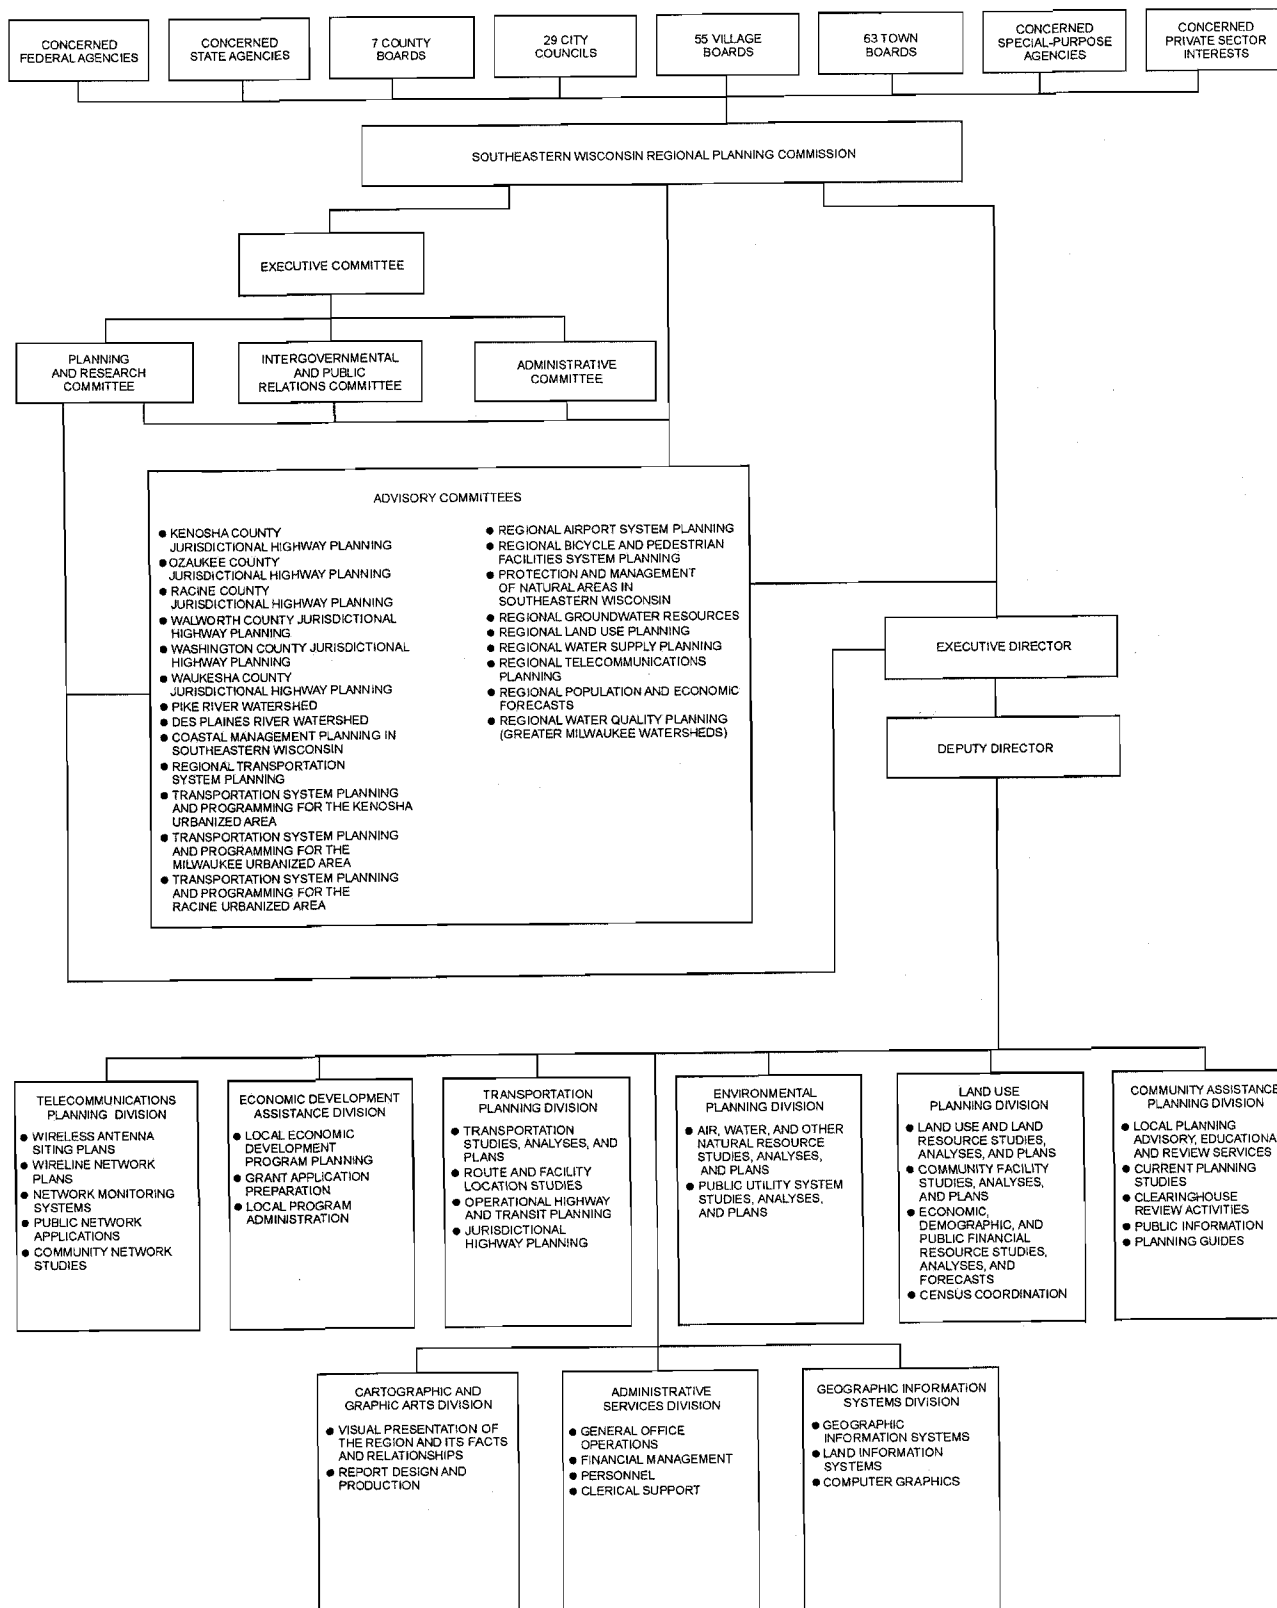 CONCERNED
FEDERAL AGENCIES
CONCERNED
STATE AGENCIES
7 COUNTY
BOARDS
29 CITY
COUNCILS
55 VILLAGE
BOARDS
63 TOWN
BOARDS
CONCERNED
SPECIAL-PURPOSE
AGENCIES
CONCERNED
PRIVATE SECTOR
INTERESTS
SOUTHEASTERN WISCONSIN REGIONAL PLANNING COMMISSION
EXECUTIVE COMMITTEE
PLANNING
AND RESEARCH
COMMITTEE
INTERGOVERNMENTAL
AND PUBLIC
RELATIONS COMMITTEE
ADMINISTRATIVE
COMMITTEE
ADVISORY COMMITTEES
● KENOSHA COUNTY
JURISDICTIONAL HIGHWAY PLANNING
● OZAUKEE COUNTY
JURISDICTIONAL HIGHWAY PLANNING
● RACINE COUNTY
JURISDICTIONAL HIGHWAY PLANNING
● WALWORTH COUNTY JURISDICTIONAL
HIGHWAY PLANNING
● WASHINGTON COUNTY JURISDICTIONAL
HIGHWAY PLANNING
● WAUKESHA COUNTY
JURISDICTIONAL HIGHWAY PLANNING
● PIKE RIVER WATERSHED
● DES PLAINES RIVER WATERSHED
● COASTAL MANAGEMENT PLANNING IN
SOUTHEASTERN WISCONSIN
● REGIONAL TRANSPORTATION
SYSTEM PLANNING
● TRANSPORTATION SYSTEM PLANNING
AND PROGRAMMING FOR THE KENOSHA
URBANIZED AREA
● TRANSPORTATION SYSTEM PLANNING
AND PROGRAMMING FOR THE
MILWAUKEE URBANIZED AREA
● TRANSPORTATION SYSTEM PLANNING
AND PROGRAMMING FOR THE
RACINE URBANIZED AREA
● REGIONAL AIRPORT SYSTEM PLANNING
● REGIONAL BICYCLE AND PEDESTRIAN
FACILITIES SYSTEM PLANNING
● PROTECTION AND MANAGEMENT
OF NATURAL AREAS IN
SOUTHEASTERN WISCONSIN
● REGIONAL GROUNDWATER RESOURCES
● REGIONAL LAND USE PLANNING
● REGIONAL WATER SUPPLY PLANNING
● REGIONAL TELECOMMUNICATIONS
PLANNING
● REGIONAL POPULATION AND ECONOMIC
FORECASTS
● REGIONAL WATER QUALITY PLANNING
(GREATER MILWAUKEE WATERSHEDS)
EXECUTIVE DIRECTOR
DEPUTY DIRECTOR
TELECOMMUNICATIONS
PLANNING DIVISION
● WIRELESS ANTENNA
SITING PLANS
● WIRELINE NETWORK
PLANS
● NETWORK MONITORING
SYSTEMS
● PUBLIC NETWORK
APPLICATIONS
● COMMUNITY NETWORK
STUDIES
ECONOMIC DEVELOPMENT
ASSISTANCE DIVISION
● LOCAL ECONOMIC
DEVELOPMENT
PROGRAM PLANNING
● GRANT APPLICATION
PREPARATION
● LOCAL PROGRAM
ADMINISTRATION
TRANSPORTATION
PLANNING DIVISION
● TRANSPORTATION
STUDIES, ANALYSES, AND
PLANS
● ROUTE AND FACILITY
LOCATION STUDIES
● OPERATIONAL HIGHWAY
AND TRANSIT PLANNING
● JURISDICTIONAL
HIGHWAY PLANNING
ENVIRONMENTAL
PLANNING DIVISION
● AIR, WATER, AND OTHER
NATURAL RESOURCE
STUDIES, ANALYSES,
AND PLANS
● PUBLIC UTILITY SYSTEM
STUDIES, ANALYSES,
AND PLANS
LAND USE
PLANNING DIVISION
● LAND USE AND LAND
RESOURCE STUDIES,
ANALYSES, AND PLANS
● COMMUNITY FACILITY
STUDIES, ANALYSES,
AND PLANS
● ECONOMIC,
DEMOGRAPHIC, AND
PUBLIC FINANCIAL
RESOURCE STUDIES,
ANALYSES, AND
FORECASTS
● CENSUS COORDINATION
COMMUNITY ASSISTANCE
PLANNING DIVISION
● LOCAL PLANNING
ADVISORY, EDUCATIONA
AND REVIEW SERVICES
● CURRENT PLANNING
STUDIES
● CLEARINGHOUSE
REVIEW ACTIVITIES
● PUBLIC INFORMATION
● PLANNING GUIDES
CARTOGRAPHIC AND
GRAPHIC ARTS DIVISION
● VISUAL PRESENTATION OF
THE REGION AND ITS FACTS
AND RELATIONSHIPS
● REPORT DESIGN AND
PRODUCTION
ADMINISTRATIVE
SERVICES DIVISION
● GENERAL OFFICE
OPERATIONS
● FINANCIAL MANAGEMENT
● PERSONNEL
● CLERICAL SUPPORT
GEOGRAPHIC INFORMATION
SYSTEMS DIVISION
● GEOGRAPHIC
INFORMATION SYSTEMS
● LAND INFORMATION
SYSTEMS
● COMPUTER GRAPHICS